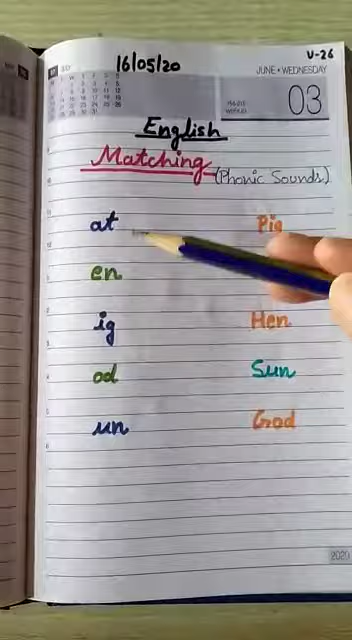 V-26
16/05/20
JUNE • WEDNESDAY
03
English
Matching (Phonic Sounds)
at Pig
en
ig Hen
od Sun
un God
2020